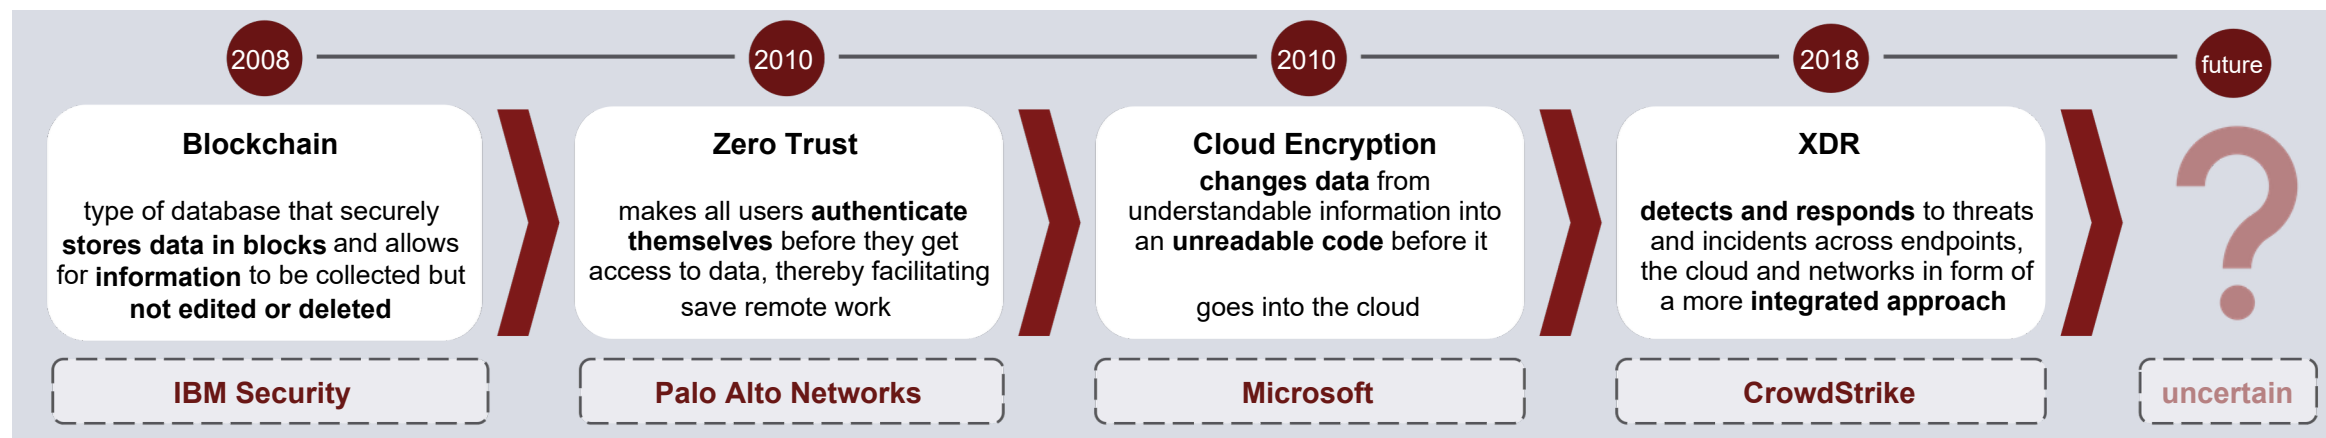 2008
2010
2010
2018
future
Blockchain
type of database that securely
stores data in blocks and allows
for information to be collected but
not edited or deleted
Zero Trust
makes all users authenticate
themselves before they get
access to data, thereby facilitating
save remote work
Cloud Encryption
changes data from
understandable information into
an unreadable code before it
goes into the cloud
XDR
detects and responds to threats
and incidents across endpoints,
the cloud and networks in form of
a more integrated approach
?
IBM Security
Palo Alto Networks
Microsoft
CrowdStrike
uncertain